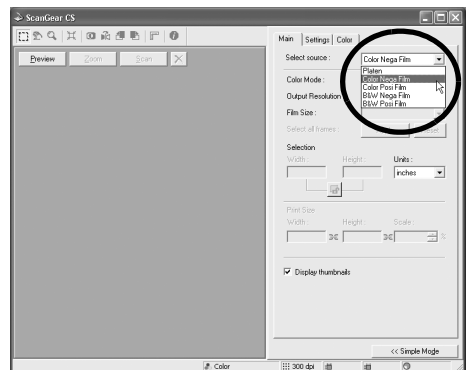 ScanGear CS
Preview Zoom Scan
Main Settings Color
Select source : Color Nega Film
Platen
Color Nega Film
Color Posi Film
B&W Nega Film
B&W Posi Film
Color Mode :
Output Resolution
Film Size :
Select all frames :
Selection
Width : Height : Units :
inches
Print Size
Width : Height : Scale :
%
Display thumbnails
<< Simple Mode
Color 300 dpi